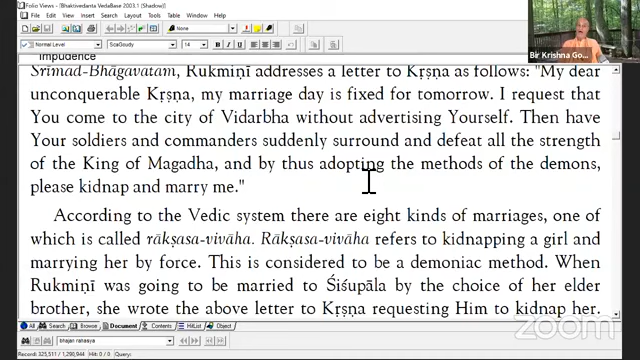 Folio Views - [Bhaktivedanta VedaBase 2003.1 (Shadow)]
File Edit View Search Layout Tools Window Help
None
Normal Level
ScaGoudy
14
Bir Krishna Go...
impudence
Śrīmad-Bhāgavatam, Rukmiṇī addresses a letter to Kṛṣṇa as follows: "My dear
unconquerable Kṛṣṇa, my marriage day is fixed for tomorrow. I request that
You come to the city of Vidarbha without advertising Yourself. Then have
Your soldiers and commanders suddenly surround and defeat all the strength
of the King of Magadha, and by thus adopting the methods of the demons,
please kidnap and marry me."
According to the Vedic system there are eight kinds of marriages, one of
which is called rākṣasa-vivāha. Rākṣasa-vivāha refers to kidnapping a girl and
marrying her by force. This is considered to be a demoniac method. When
Rukmiṇī was going to be married to Śiśupāla by the choice of her elder
brother, she wrote the above letter to Kṛṣṇa requesting Him to kidnap her.
All Browse Document Contents HitList Object
bhajan rahasya
Record: 325,511 / 1,298,944 Hit: 0 / 0 Query:
zoom